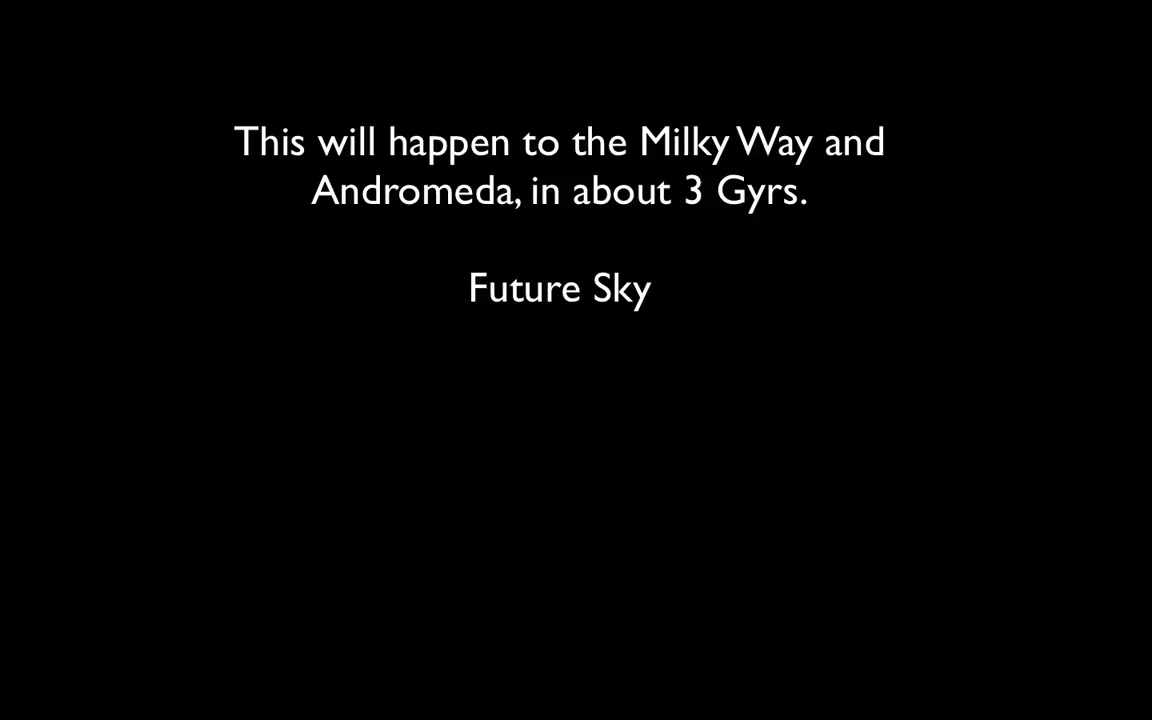 This will happen to the Milky Way and
Andromeda, in about 3 Gyrs.
Future Sky